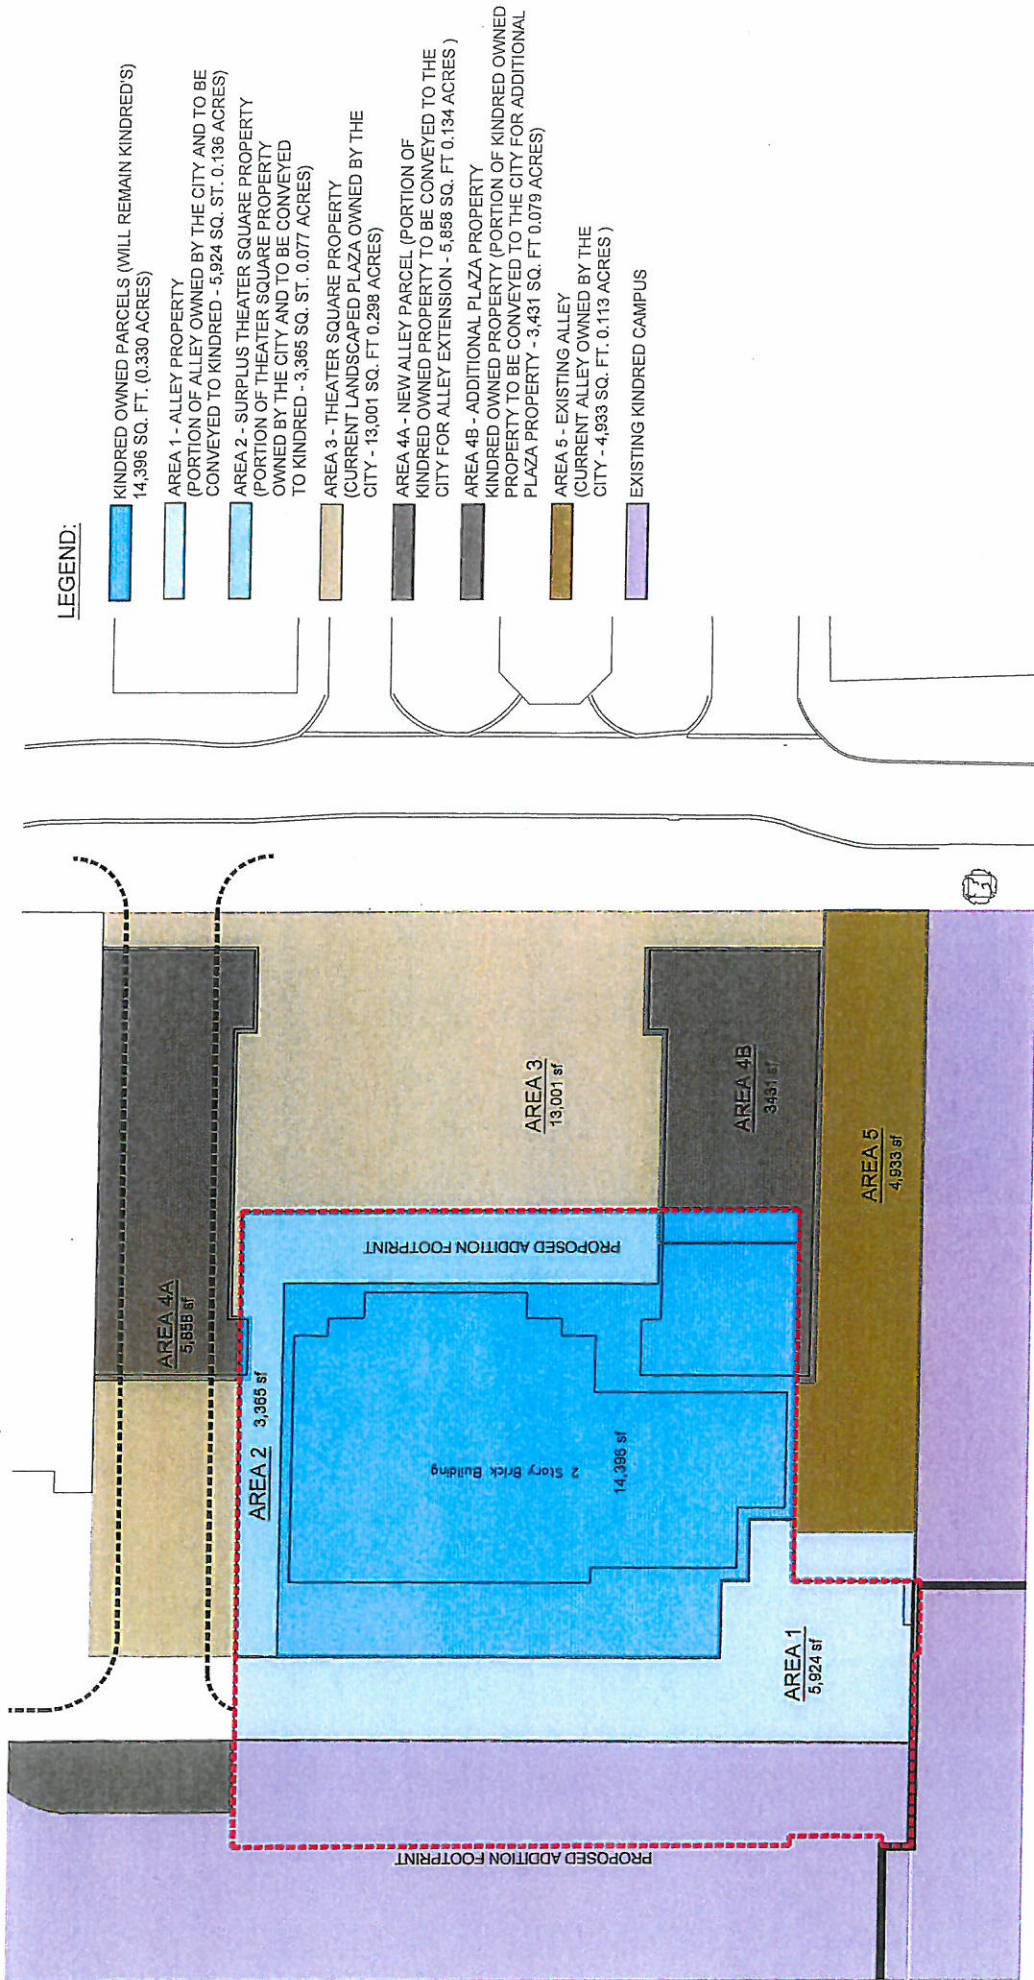 LEGEND:
KINDRED OWNED PARCELS (WILL REMAIN KINDRED'S)
14,396 SQ. FT. (0.330 ACRES)
AREA 1 - ALLEY PROPERTY
(PORTION OF ALLEY OWNED BY THE CITY AND TO BE
CONVEYED TO KINDRED - 5,924 SQ. ST. 0.136 ACRES)
AREA 2 - SURPLUS THEATER SQUARE PROPERTY
(PORTION OF THEATER SQUARE PROPERTY
OWNED BY THE CITY AND TO BE CONVEYED
TO KINDRED - 3,365 SQ. ST. 0.077 ACRES)
AREA 3 - THEATER SQUARE PROPERTY
(CURRENT LANDSCAPED PLAZA OWNED BY THE
CITY - 13,001 SQ. FT 0.298 ACRES)
AREA 4A - NEW ALLEY PARCEL (PORTION OF
KINDRED OWNED PROPERTY TO BE CONVEYED TO THE
CITY FOR ALLEY EXTENSION - 5,858 SQ. FT 0.134 ACRES )
AREA 4B - ADDITIONAL PLAZA PROPERTY
KINDRED OWNED PROPERTY (PORTION OF KINDRED OWNED
PROPERTY TO BE CONVEYED TO THE CITY FOR ADDITIONAL
PLAZA PROPERTY - 3,431 SQ. FT 0.079 ACRES)
AREA 5 - EXISTING ALLEY
(CURRENT ALLEY OWNED BY THE
CITY - 4,933 SQ. FT. 0.113 ACRES )
EXISTING KINDRED CAMPUS
AREA 4A
5,858 sf
AREA 2 3,365 sf
PROPOSED ADDITION FOOTPRINT
AREA 3
13,001 sf
2 Story Brick Building
14,396 sf
AREA 4B
3431 sf
AREA 5
4,933 sf
AREA 1
5,924 sf
PROPOSED ADDITION FOOTPRINT